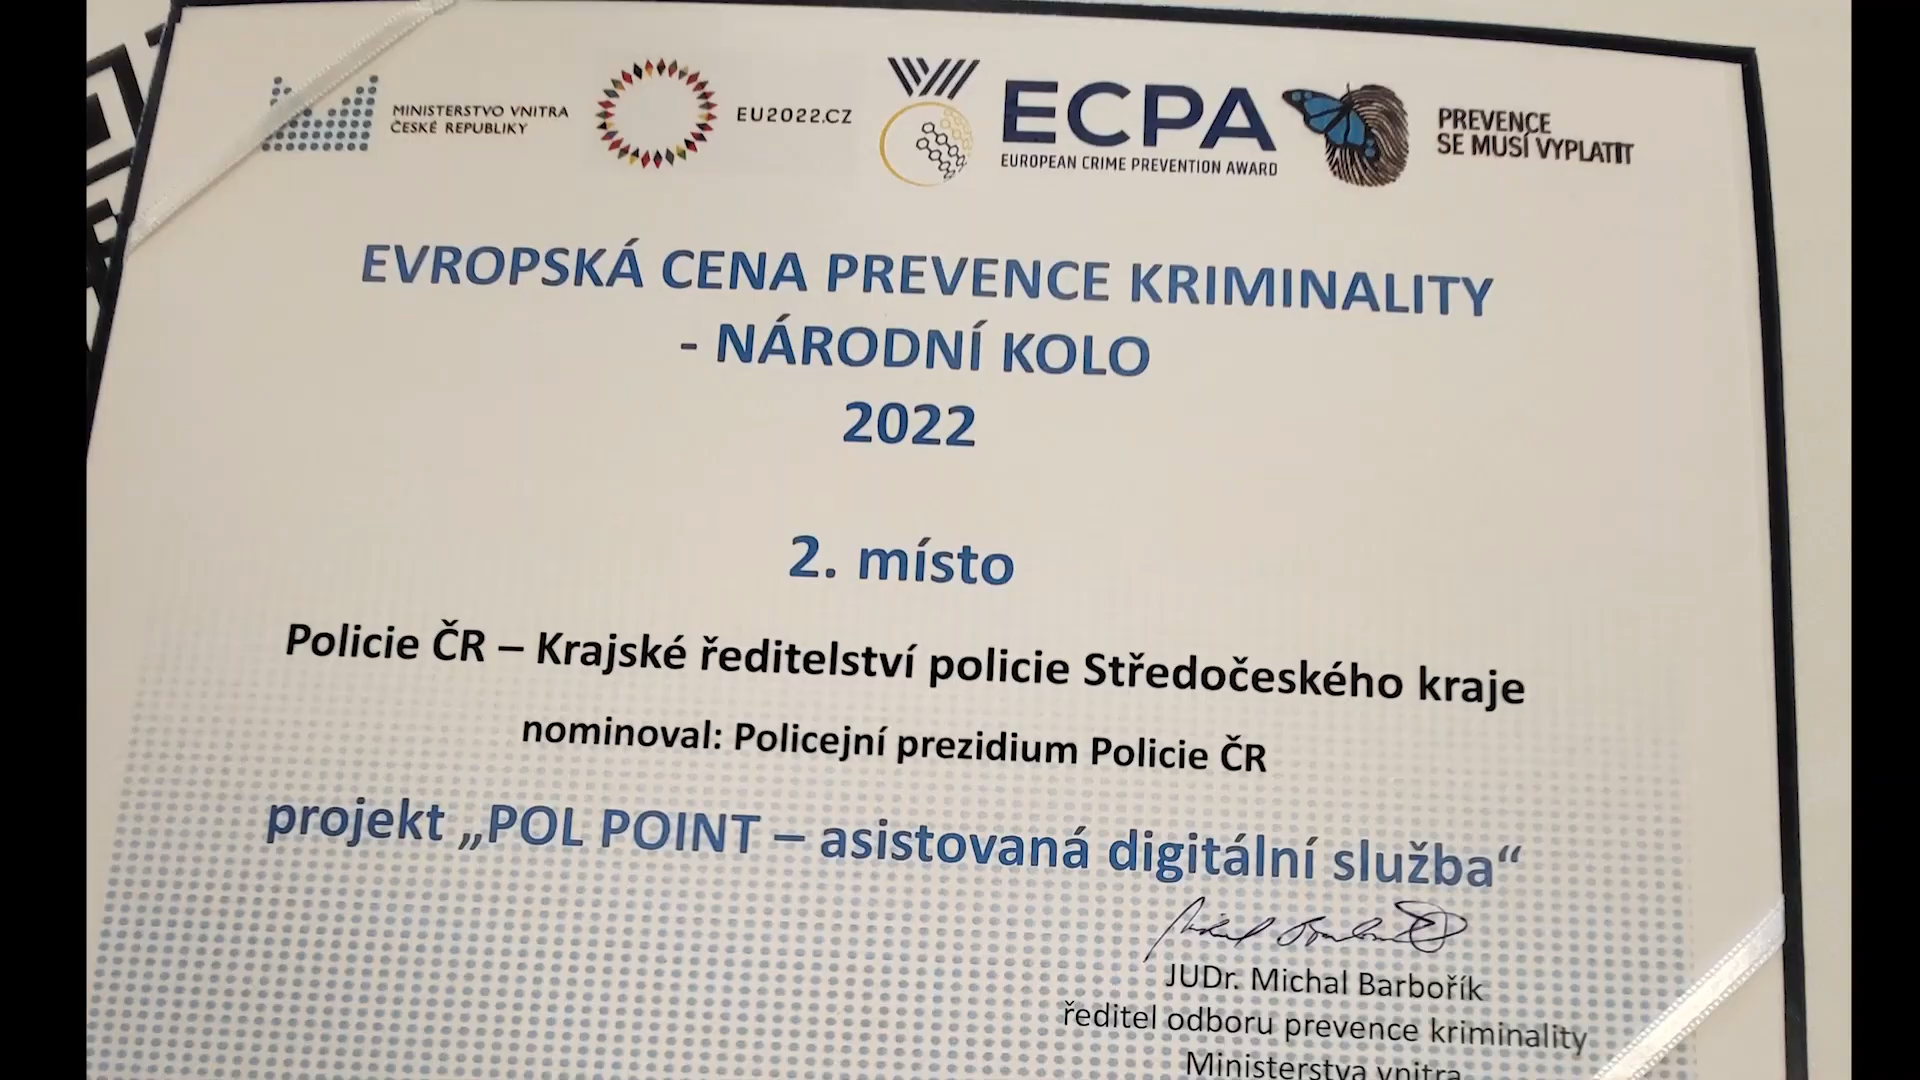 MINISTERSTVO VNITRA
ČESKÉ REPUBLIKY
EU2022.CZ
ECPA
EUROPEAN CRIME PREVENTION AWARD
PREVENCE
SE MUSÍ VYPLATIT
EVROPSKÁ CENA PREVENCE KRIMINALITY
- NÁRODNÍ KOLO
2022
2. místo
Policie ČR – Krajské ředitelství policie Středočeského kraje
nominoval: Policejní prezidium Policie ČR
projekt „POL POINT – asistovaná digitální služba“
JUDr. Michal Barbořík
ředitel odboru prevence kriminality
Ministerstva vnitra